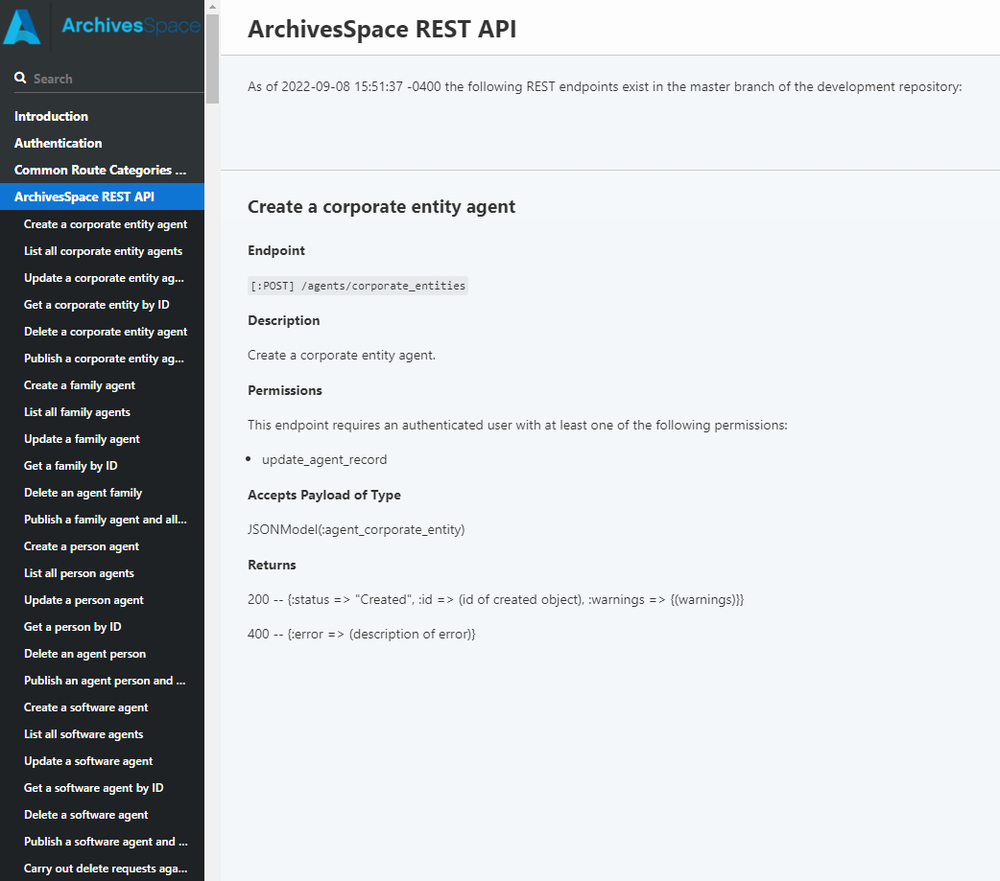 ArchivesSpace
Search
Introduction
Authentication
Common Route Categories ...
ArchivesSpace REST API
Create a corporate entity agent
List all corporate entity agents
Update a corporate entity ag...
Get a corporate entity by ID
Delete a corporate entity agent
Publish a corporate entity ag...
Create a family agent
List all family agents
Update a family agent
Get a family by ID
Delete an agent family
Publish a family agent and all...
Create a person agent
List all person agents
Update a person agent
Get a person by ID
Delete an agent person
Publish an agent person and ...
Create a software agent
List all software agents
Update a software agent
Get a software agent by ID
Delete a software agent
Publish a software agent and ...
Carry out delete requests aga...
ArchivesSpace REST API
As of 2022-09-08 15:51:37 -0400 the following REST endpoints exist in the master branch of the development repository:
Create a corporate entity agent
Endpoint
[:POST] /agents/corporate_entities
Description
Create a corporate entity agent.
Permissions
This endpoint requires an authenticated user with at least one of the following permissions:
• update_agent_record
Accepts Payload of Type
JSONModel(:agent_corporate_entity)
Returns
200 -- {:status => "Created", :id => (id of created object), :warnings => {(warnings)}}
400 -- {:error => (description of error)}